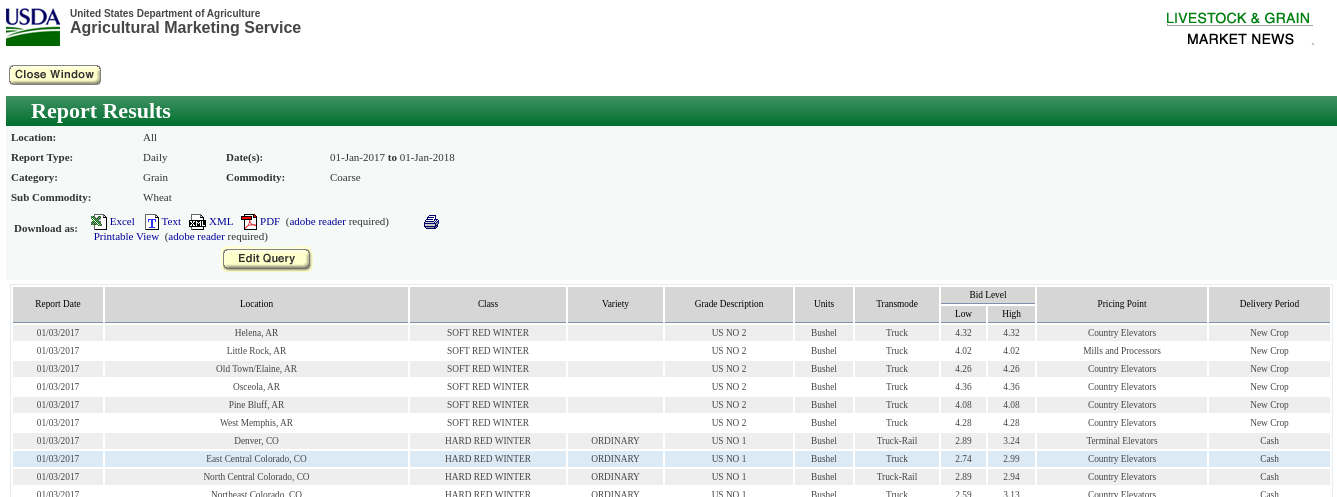 USDA
United States Department of Agriculture
Agricultural Marketing Service
LIVESTOCK & GRAIN
MARKET NEWS
Close Window
Report Results
Location: All
Report Type: Daily Date(s): 01-Jan-2017 to 01-Jan-2018
Category: Grain Commodity: Coarse
Sub Commodity: Wheat
Download as: Excel Text XML PDF (adobe reader required)
Printable View (adobe reader required)
Edit Query
Report Date Location Class Variety Grade Description Units Transmode Bid Level Pricing Point Delivery Period
Low High
01/03/2017 Helena, AR SOFT RED WINTER US NO 2 Bushel Truck 4.32 4.32 Country Elevators New Crop
01/03/2017 Little Rock, AR SOFT RED WINTER US NO 2 Bushel Truck 4.02 4.02 Mills and Processors New Crop
01/03/2017 Old Town/Elaine, AR SOFT RED WINTER US NO 2 Bushel Truck 4.26 4.26 Country Elevators New Crop
01/03/2017 Osceola, AR SOFT RED WINTER US NO 2 Bushel Truck 4.36 4.36 Country Elevators New Crop
01/03/2017 Pine Bluff, AR SOFT RED WINTER US NO 2 Bushel Truck 4.08 4.08 Country Elevators New Crop
01/03/2017 West Memphis, AR SOFT RED WINTER US NO 2 Bushel Truck 4.28 4.28 Country Elevators New Crop
01/03/2017 Denver, CO HARD RED WINTER ORDINARY US NO 1 Bushel Truck-Rail 2.89 3.24 Terminal Elevators Cash
01/03/2017 East Central Colorado, CO HARD RED WINTER ORDINARY US NO 1 Bushel Truck 2.74 2.99 Country Elevators Cash
01/03/2017 North Central Colorado, CO HARD RED WINTER ORDINARY US NO 1 Bushel Truck-Rail 2.89 2.94 Country Elevators Cash
01/03/2017 Northeast Colorado, CO HARD RED WINTER ORDINARY US NO 1 Bushel Truck 2.59 3.13 Country Elevators Cash